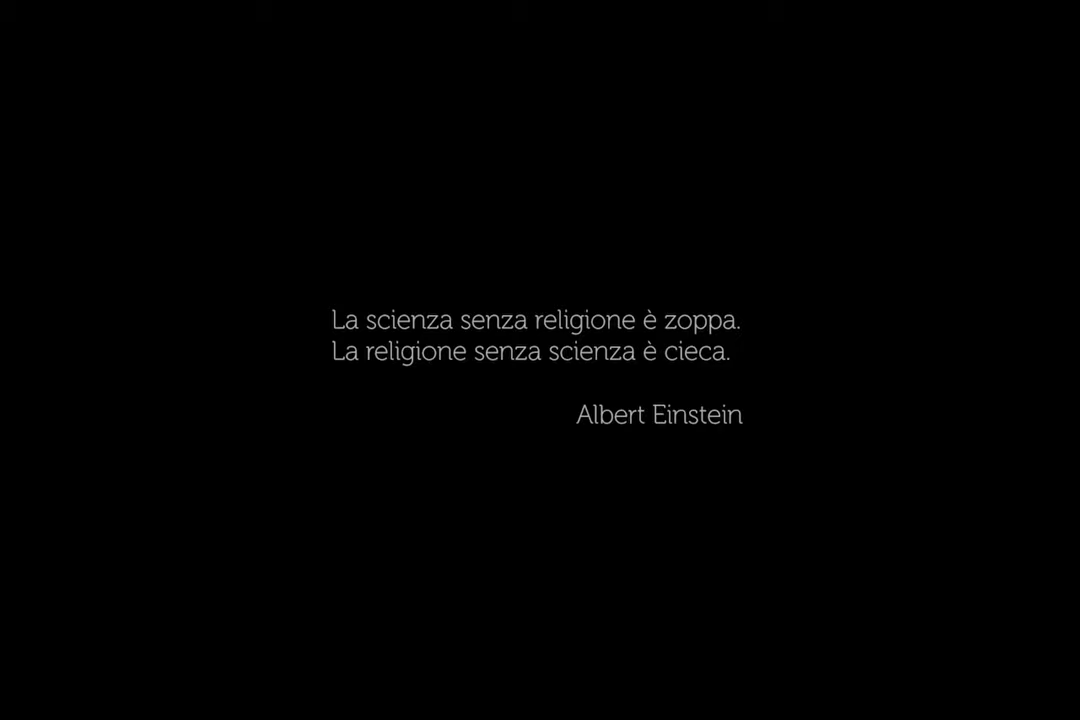 La scienza senza religione è zoppa.
La religione senza scienza è cieca.
Albert Einstein